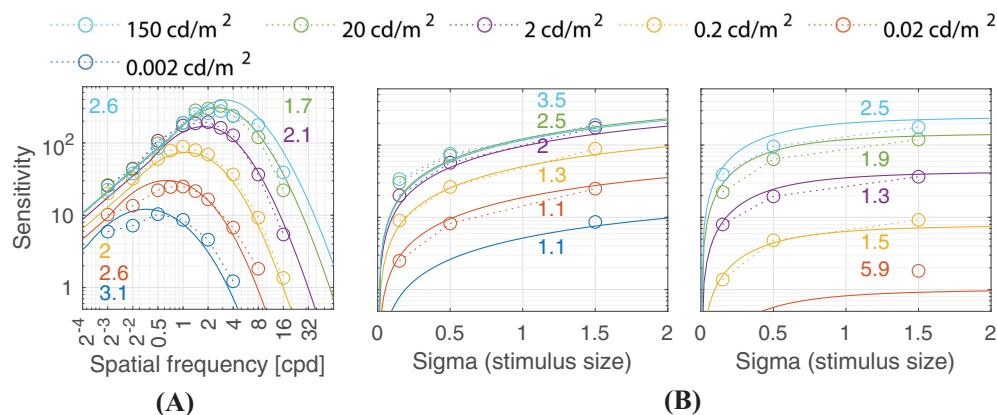 150 cd/m 2 20 cd/m 2 2 cd/m 2 0.2 cd/m 2 0.02 cd/m 2
0.002 cd/m 2
Sensitivity
10 2
10
1
2.6
1.7
2.1
2
2.6
3.1
2 -4 2 -3 2 -2 0.5 1 2 4 8 16 32
Spatial frequency [cpd]
(A)
3.5
2.5
2
1.3
1.1
1.1
0 0.5 1 1.5 2
Sigma (stimulus size)
2.5
1.9
1.3
1.5
5.9
0 0.5 1 1.5 2
Sigma (stimulus size)
(B)